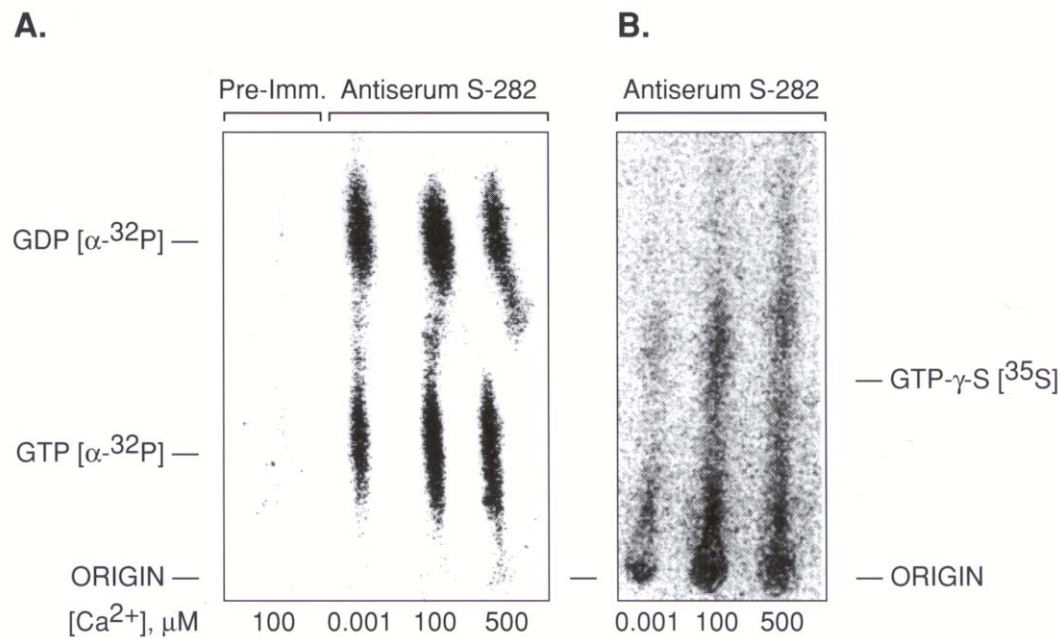 A.
B.
Pre-Imm. Antiserum S-282
Antiserum S-282
GDP [α-³²P] —
GTP [α-³²P] —
ORIGIN —
— GTP-γ-S [³⁵S]
— ORIGIN
[Ca²⁺], μM 100 0.001 100 500
0.001 100 500